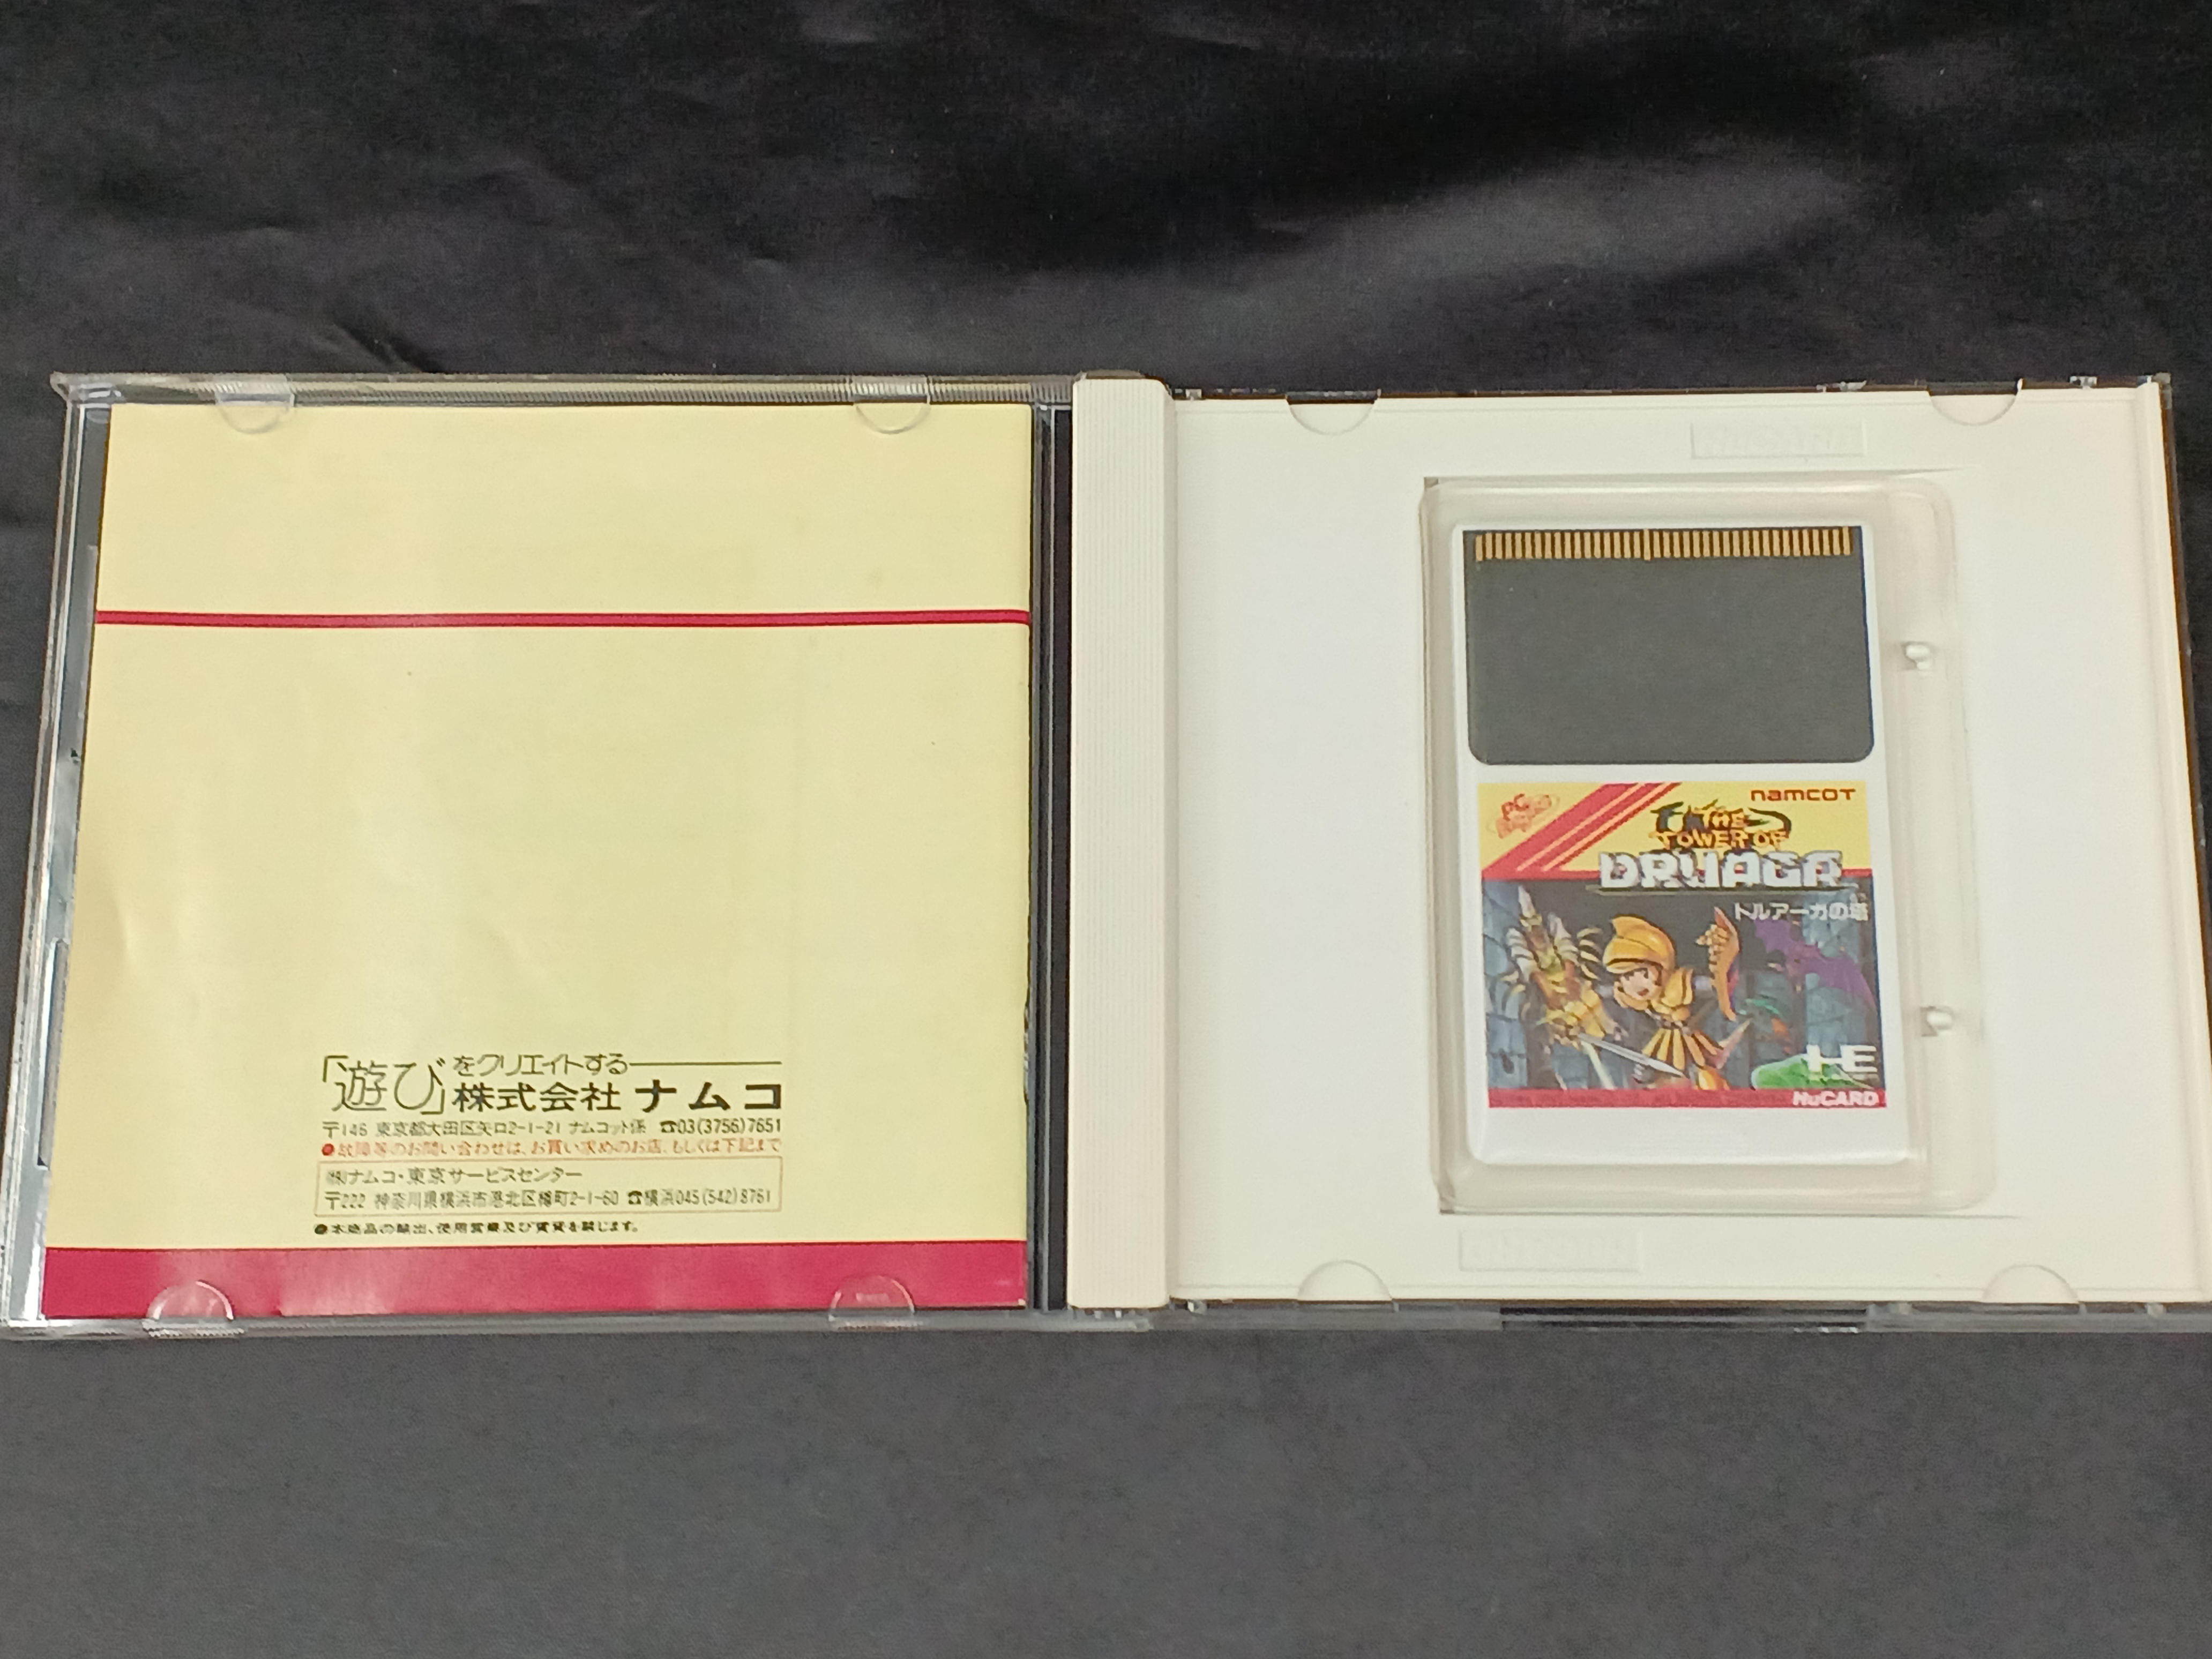 「遊び」をクリエイトする
株式会社 ナムコ
〒146 東京都大田区矢口2-1-21 ナムコット係 ☎03(3756)7651
●故障等のお問い合わせは、お買い求めのお店、もしくは下記まで
㈱ナムコ・東京サービスセンター
〒222 神奈川県横浜市港北区樽町2-1-60 ☎横浜045(542)8761
●本商品の輸出、使用営業及び賃貸を禁じます。
namcot
PC Engine
THE
TOWER OF
DRUAGA
ドルアーガの塔
HE
HuCARD